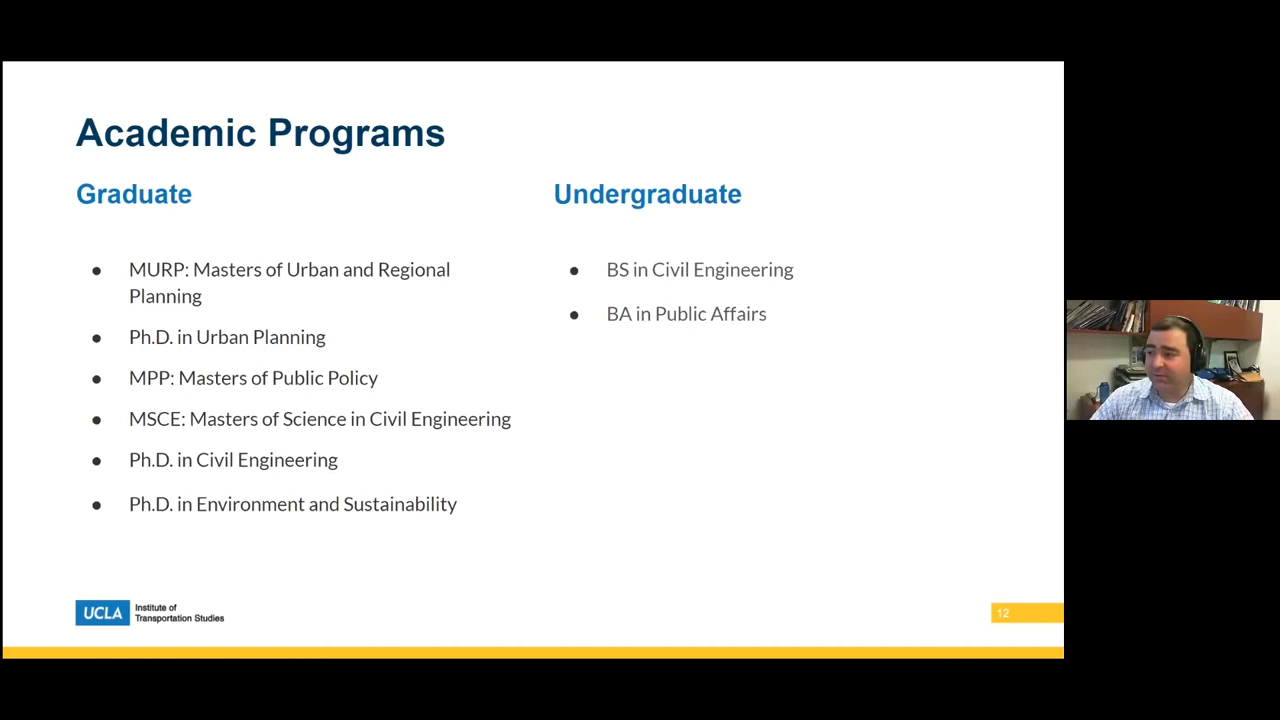 Academic Programs
Graduate
MURP: Masters of Urban and Regional
Planning
Ph.D. in Urban Planning
MPP: Masters of Public Policy
MSCE: Masters of Science in Civil Engineering
Ph.D. in Civil Engineering
Ph.D. in Environment and Sustainability
Undergraduate
BS in Civil Engineering
BA in Public Affairs
UCLA
Institute of
Transportation Studies
12